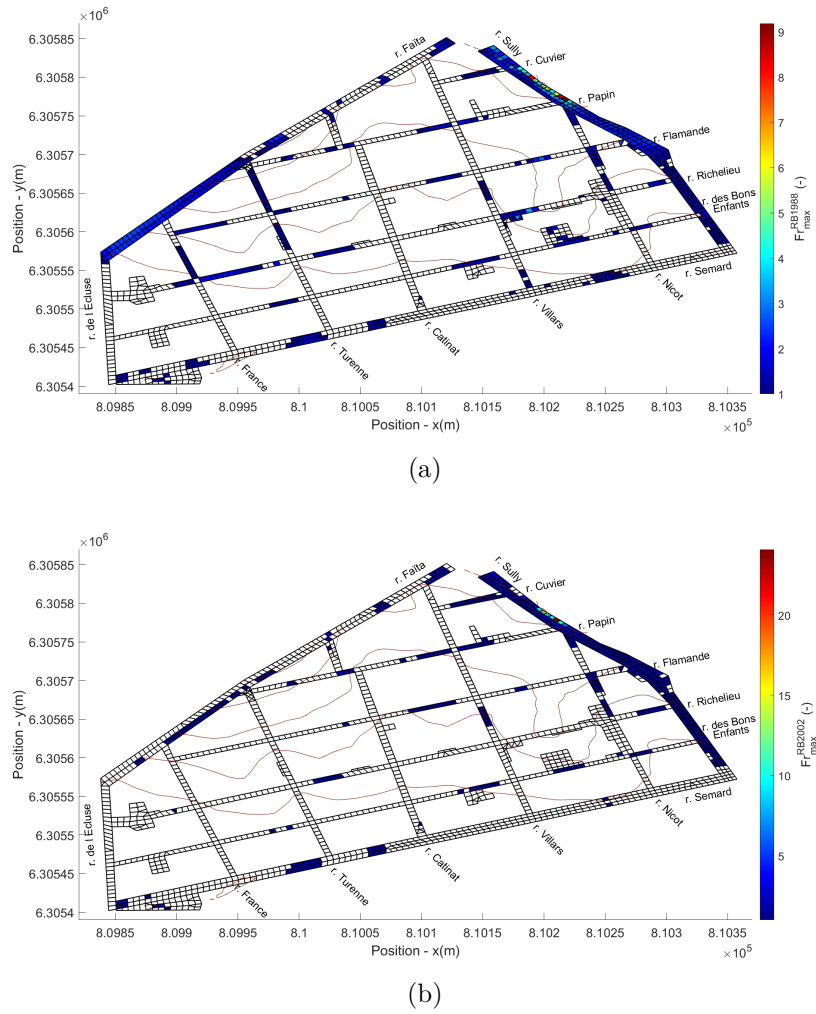 ×10⁶
6.30585
6.3058
6.30575
6.3057
6.30565
6.3056
6.30555
6.3055
6.30545
6.3054
Position - y(m)
r. Faïta
r. Sully
r. Cuvier
r. Papin
r. Flamande
r. Richelieu
r. des Bons
Enfants
r. Semard
r. de l Ecluse
r. France
r. Turenne
r. Catinat
r. Villars
r. Nicot
8.0985 8.099 8.0995 8.1 8.1005 8.101 8.1015 8.102 8.1025 8.103 8.1035
Position - x(m)
×10⁵
9
8
7
6
5
4
3
2
1
Fr_max^RB1988 (-)
(a)
×10⁶
6.30585
6.3058
6.30575
6.3057
6.30565
6.3056
6.30555
6.3055
6.30545
6.3054
Position - y(m)
r. Faïta
r. Sully
r. Cuvier
r. Papin
r. Flamande
r. Richelieu
r. des Bons
Enfants
r. Semard
r. de l Ecluse
r. France
r. Turenne
r. Catinat
r. Villars
r. Nicot
8.0985 8.099 8.0995 8.1 8.1005 8.101 8.1015 8.102 8.1025 8.103 8.1035
Position - x(m)
×10⁵
20
15
10
5
Fr_max^RB2002 (-)
(b)